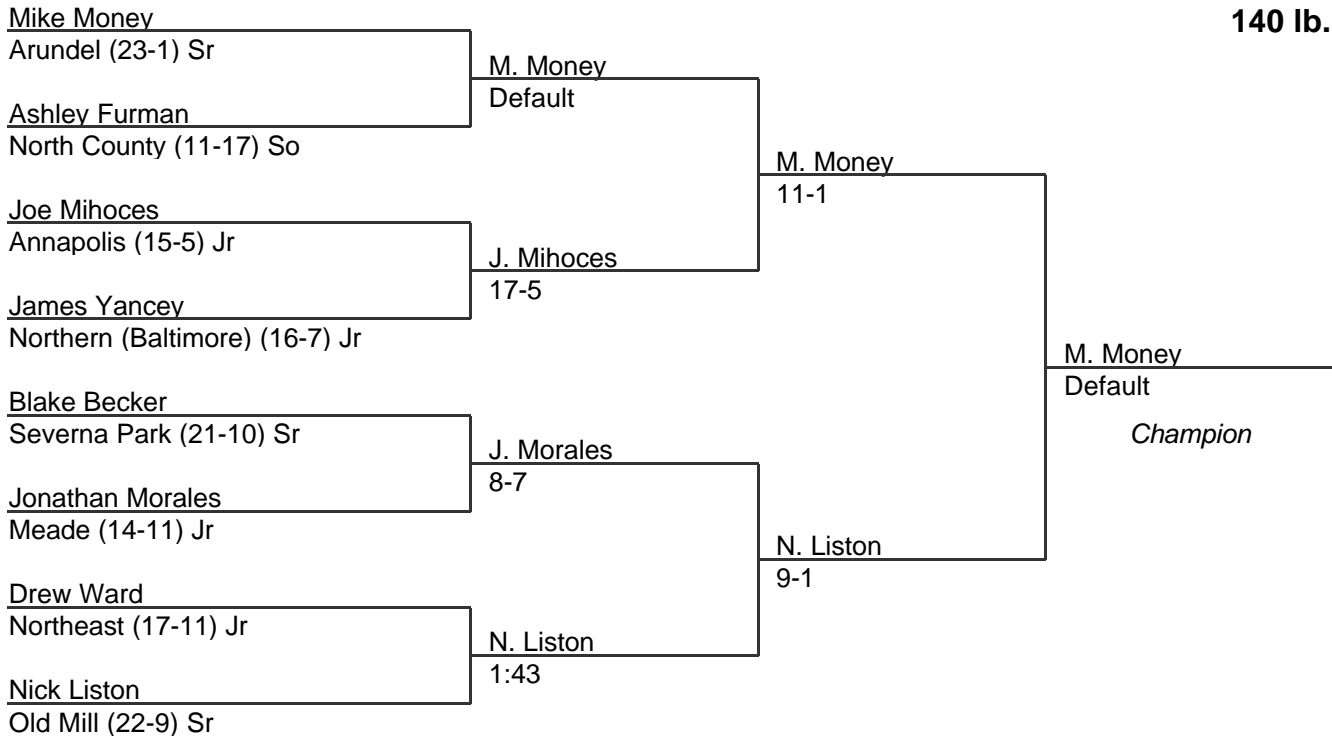 140 lb.
Mike Money
Arundel (23-1) Sr
M. Money
Default
Ashley Furman
North County (11-17) So
M. Money
11-1
Joe Mihoces
Annapolis (15-5) Jr
J. Mihoces
17-5
James Yancey
Northern (Baltimore) (16-7) Jr
M. Money
Default
Champion
Blake Becker
Severna Park (21-10) Sr
J. Morales
8-7
Jonathan Morales
Meade (14-11) Jr
N. Liston
9-1
Drew Ward
Northeast (17-11) Jr
N. Liston
1:43
Nick Liston
Old Mill (22-9) Sr